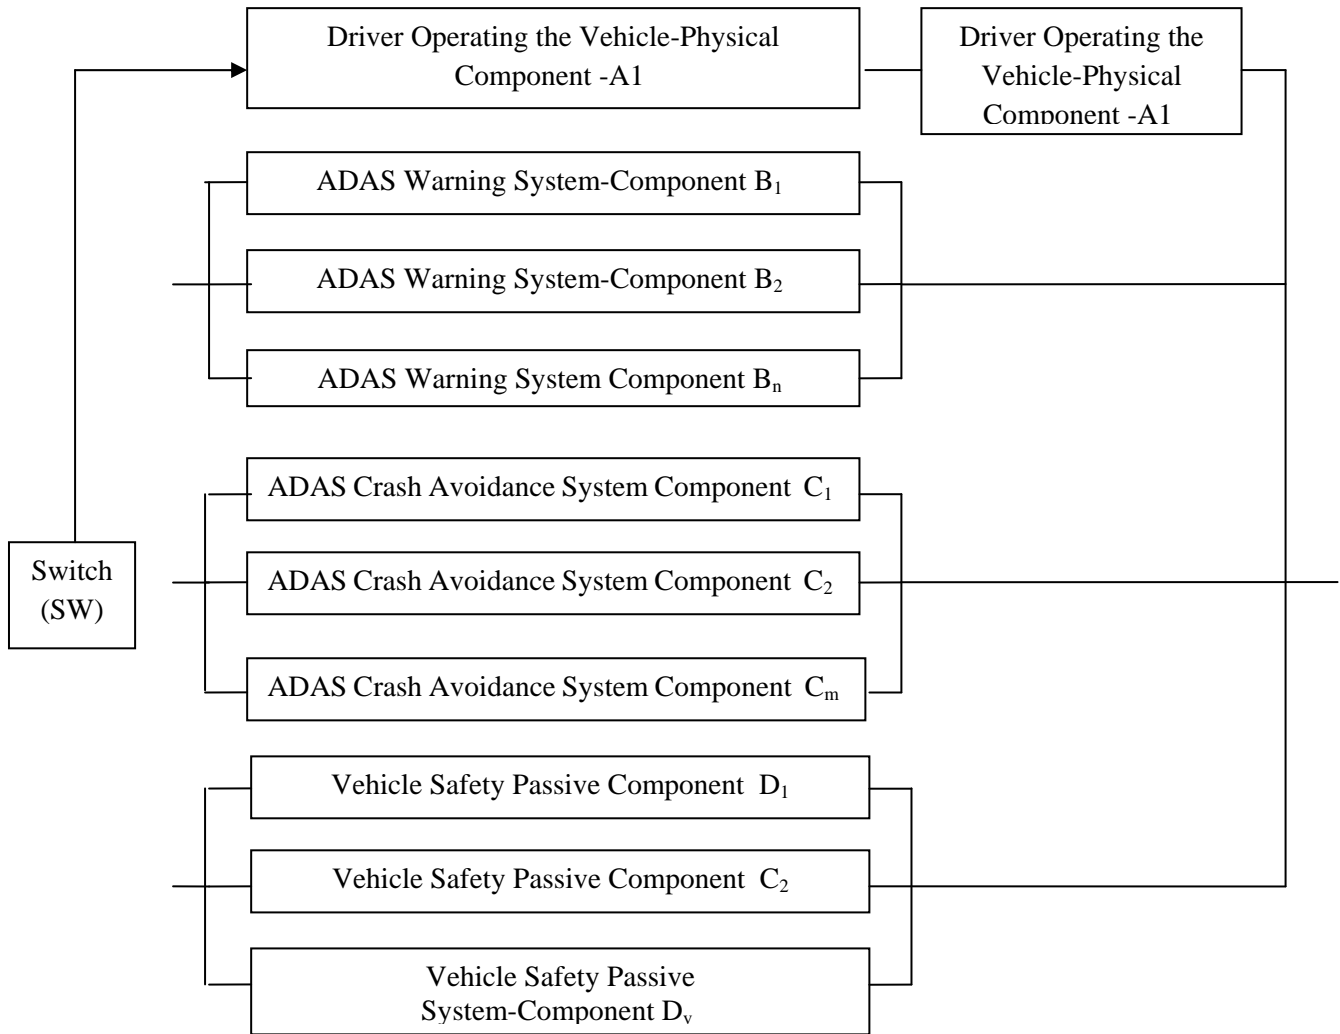 Driver Operating the Vehicle-Physical
Component -A1
Driver Operating the
Vehicle-Physical
Component -A1
ADAS Warning System-Component B₁
ADAS Warning System-Component B₂
ADAS Warning System Component Bₙ
ADAS Crash Avoidance System Component C₁
Switch
(SW)
ADAS Crash Avoidance System Component C₂
ADAS Crash Avoidance System Component Cₘ
Vehicle Safety Passive Component D₁
Vehicle Safety Passive Component C₂
Vehicle Safety Passive
System-Component Dᵧ